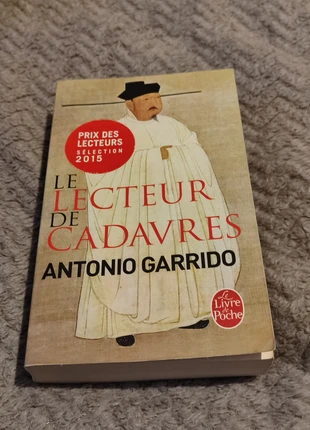 PRIX DES
LECTEURS
SÉLECTION
2015
LE
LECTEUR
DE
CADAVRES
ANTONIO GARRIDO
Le
Livre de
Poche